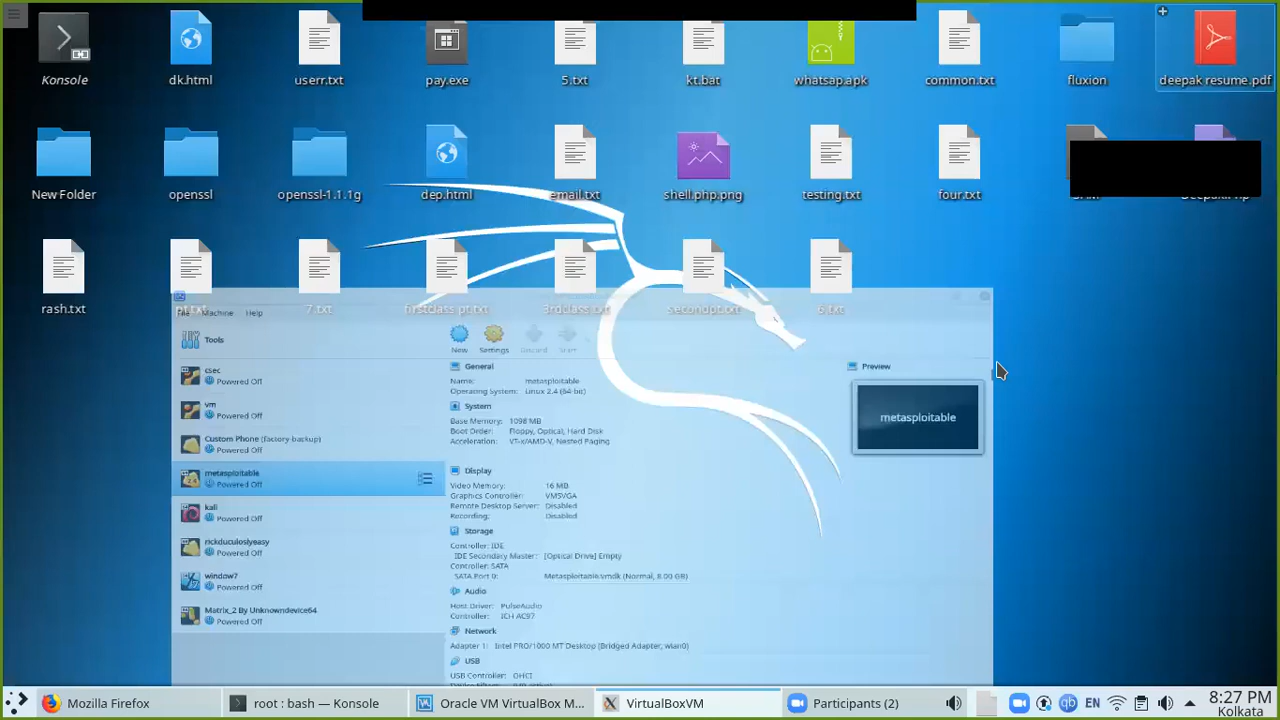 Konsole
dk.html
userr.txt
pay.exe
5.txt
kt.bat
whatsap.apk
common.txt
fluxion
deepak resume.pdf
New Folder
openssl
openssl-1.1.1g
dep.html
email.txt
shell.php.png
testing.txt
four.txt
rash.txt
pt.txt
7.txt
firstclass pt.txt
3rdclass.txt
secondpt.txt
6.txt
File Machine Help
Tools
New Settings Discard Start
csec
Powered Off
vm
Powered Off
Custom Phone (factory-backup)
Powered Off
metasploitable
Powered Off
kali
Powered Off
rickduculosiyeasy
Powered Off
window7
Powered Off
Matrix_2 By Unknowndevice64
Powered Off
General
Name: metasploitable
Operating System: Linux 2.4 (64-bit)
System
Base Memory: 1098 MB
Boot Order: Floppy, Optical, Hard Disk
Acceleration: VT-x/AMD-V, Nested Paging
Display
Video Memory: 16 MB
Graphics Controller: VMSVGA
Remote Desktop Server: Disabled
Recording: Disabled
Storage
Controller: IDE
IDE Secondary Master: [Optical Drive] Empty
Controller: SATA
SATA Port 0: Metasploitable.vmdk (Normal, 8.00 GB)
Audio
Host Driver: PulseAudio
Controller: ICH AC97
Network
Adapter 1: Intel PRO/1000 MT Desktop (Bridged Adapter, wlan0)
USB
USB Controller: OHCI
Preview
metasploitable
Mozilla Firefox
root : bash — Konsole
Oracle VM VirtualBox M...
VirtualBoxVM
Participants (2)
qb
EN
8:27 PM
Kolkata